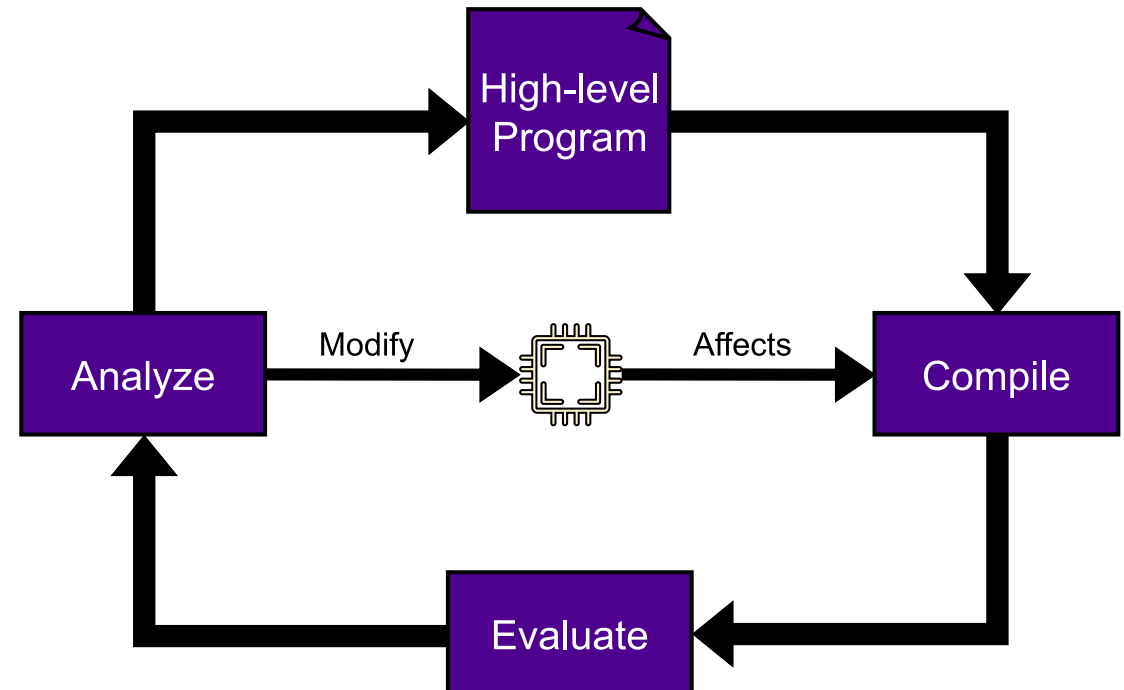 High-level
Program
Analyze
Modify
Affects
Compile
Evaluate